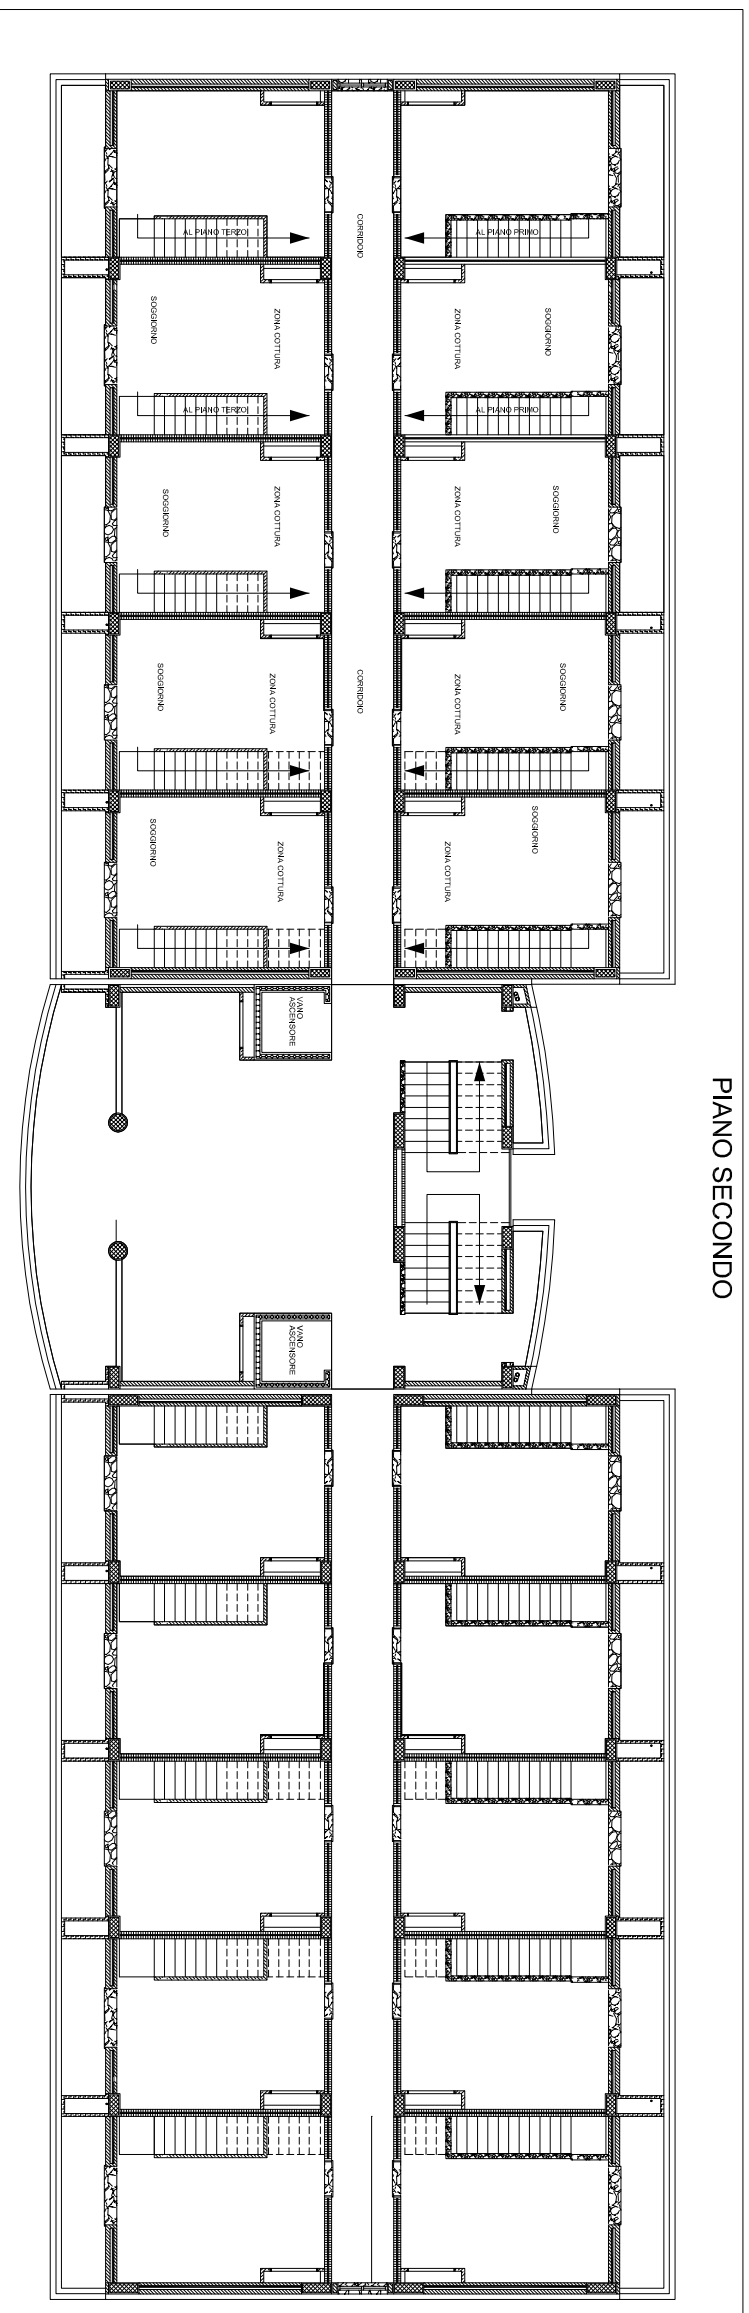 PIANO SECONDO
CORRIDOIO
AL PIANO TERZO
AL PIANO PRIMO
SOGGIORNO
ZONA COTTURA
ZONA COTTURA
SOGGIORNO
AL PIANO TERZO
AL PIANO PRIMO
SOGGIORNO
ZONA COTTURA
ZONA COTTURA
SOGGIORNO
SOGGIORNO
ZONA COTTURA
CORRIDOIO
ZONA COTTURA
SOGGIORNO
SOGGIORNO
ZONA COTTURA
ZONA COTTURA
SOGGIORNO
VANO
ASCENSORE
VANO
ASCENSORE